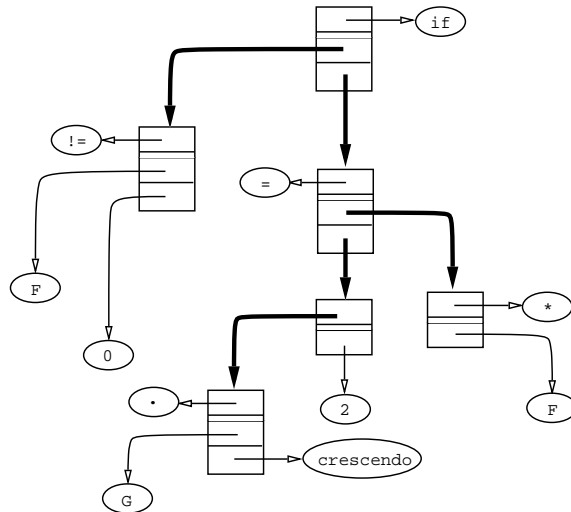 if
!=
=
F
*
0
.
2
F
crescendo
G